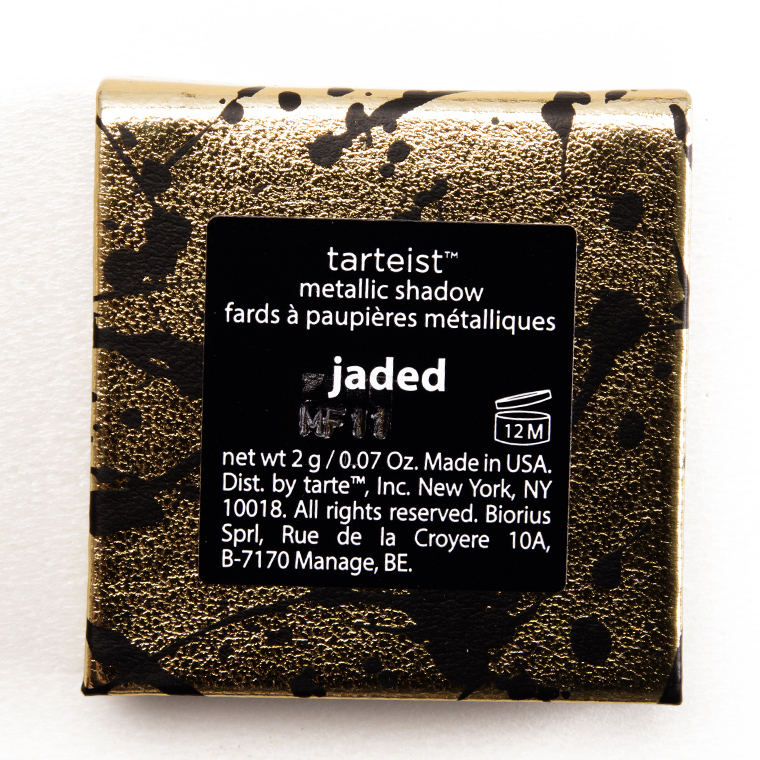 tarteist™
metallic shadow
fards à paupières métalliques
jaded
MF11
12 M
net wt 2 g / 0.07 Oz. Made in USA.
Dist. by tarte™, Inc. New York, NY
10018. All rights reserved. Biorius
Sprl, Rue de la Croyere 10A,
B-7170 Manage, BE.